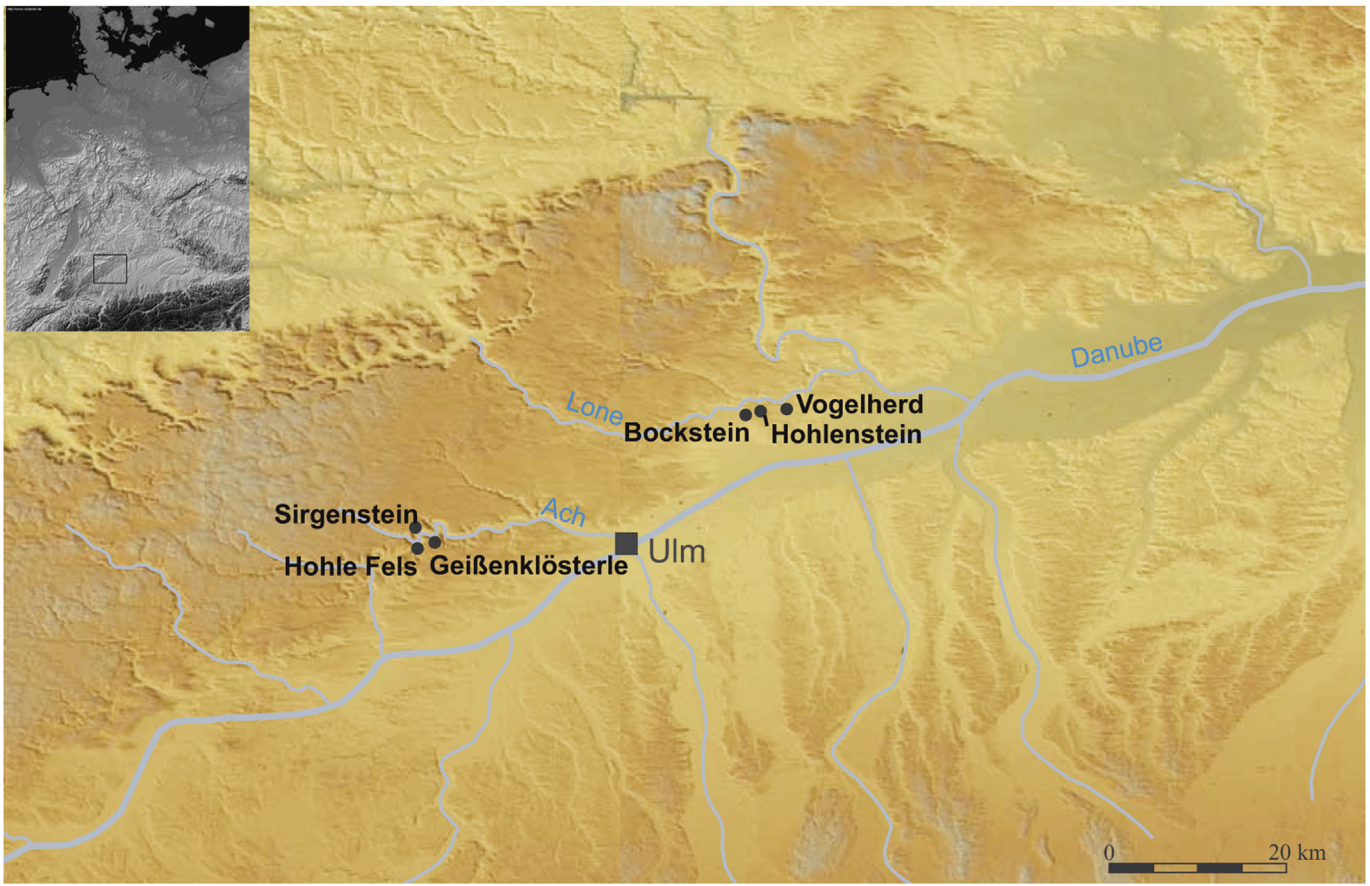 Danube
Lone
Vogelherd
Bockstein
Hohlenstein
Sirgenstein
Ach
Hohle Fels
Geißenklösterle
Ulm
0
20 km